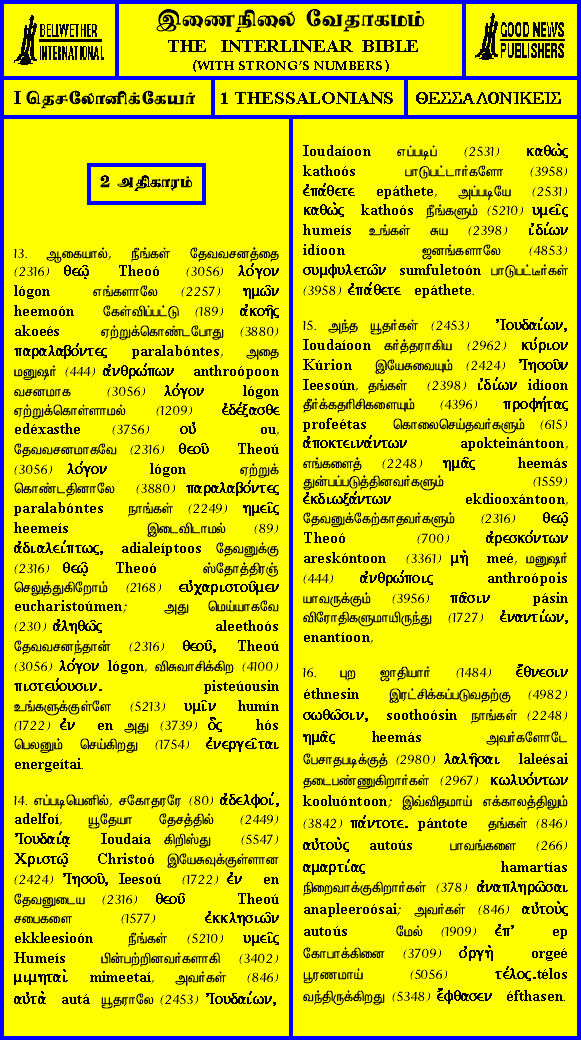 BELLWETHER
INTERNATIONAL
இணைநிலை வேதாகமம்
THE INTERLINEAR BIBLE
(WITH STRONG'S NUMBERS)
GOOD NEWS
PUBLISHERS
I தெசலோனிக்கேயர்
1 THESSALONIANS
ΘΕΣΣΑΛΟΝΙΚΕΙΣ
2 அதிகாரம்
13. ஆகையால், நீங்கள் தேவவசனத்தை
(2316) θεῷ Theoó (3056) λόγον
lógon எங்களாலே (2257) ημῶν
heemoón கேள்விப்பட்டு (189) ἀκοῆς
akoeés ஏற்றுக்கொண்டபோது (3880)
παραλαβόντες paralabóntes, அதை
மனுஷர் (444) ἀνθρώπων anthroópoon
வசனமாக (3056) λόγον lógon
ஏற்றுக்கொள்ளாமல் (1209) ἐδέξασθε
edéxasthe (3756) οὐ ou,
தேவவசனமாகவே (2316) θεοῦ Theoú
(3056) λόγον lógon ஏற்றுக்
கொண்டதினாலே (3880) παραλαβόντες
paralabóntes நாங்கள் (2249) ημεῖς
heemeís இடைவிடாமல் (89)
ἀδιαλείπτως, adialeíptoos தேவனுக்கு
(2316) θεῷ Theoó ஸ்தோத்திரஞ்
செலுத்துகிறோம் (2168) εὐχαριστοῦμεν
eucharistoúmen; அது மெய்யாகவே
(230) ἀληθῶς aleethoós
தேவவசனந்தான் (2316) θεοῦ, Theoú
(3056) λόγον lógon, விசுவாசிக்கிற (4100)
πιστεύουσιν. pisteúousin
உங்களுக்குள்ளே (5213) υμῖν humín
(1722) ἐν en அது (3739) ὅς hós
பெலனும் செய்கிறது (1754) ἐνεργεῖται
energeítai.
14. எப்படியெனில், சகோதரரே (80) ἀδελφοί,
adelfoí, யூதேயா தேசத்தில் (2449)
Ἰουδαίᾳ Ioudaía கிறிஸ்து (5547)
Χριστῷ Christoó இயேசுவுக்குள்ளான
(2424) Ἰησοῦ, Ieesoú (1722) ἐν en
தேவனுடைய (2316) θεοῦ Theoú
சபைகளை (1577) ἐκκλησιῶν
ekkleesioón நீங்கள் (5210) υμεῖς
Humeís பின்பற்றினவர்களாகி (3402)
μιμηταὶ mimeetaí, அவர்கள் (846)
αὐτὰ autá யூதராலே (2453) Ἰουδαίων,
Ioudaíoon எப்படிப் (2531) καθὼς
kathoós பாடுபட்டார்களோ (3958)
ἐπάθετε epáthete, அப்படியே (2531)
καθὼς kathoós நீங்களும் (5210) υμεῖς
humeís உங்கள் சுய (2398) ἰδίων
idíoon ஜனங்களாலே (4853)
συμφυλετῶν sumfuletoón பாடுபட்டீர்கள்
(3958) ἐπάθετε epáthete.
15. அந்த யூதர்கள் (2453) Ἰουδαίων,
Ioudaíoon கர்த்தராகிய (2962) κύριον
Kúrion இயேசுவையும் (2424) Ἰησοῦν
Ieesoún, தங்கள் (2398) ἰδίων idíoon
தீர்க்கதரிசிகளையும் (4396) προφήτας
profeétas கொலைசெய்தவர்களும் (615)
ἀποκτεινάντων apokteinántoon,
எங்களைத் (2248) ημᾶς heemás
துன்பப்படுத்தினவர்களும் (1559)
ἐκδιωξάντων ekdiooxántoon,
தேவனுக்கேற்காதவர்களும் (2316) θεῷ
Theoó (700) ἀρεσκόντων
areskóntoon (3361) μὴ meé, மனுஷர்
(444) ἀνθρώποις anthroópois
யாவருக்கும் (3956) πᾶσιν pásin
விரோதிகளுமாயிருந்து (1727) ἐναντίων,
enantíoon,
16. புற ஜாதியார் (1484) ἔθνεσιν
éthnesin இரட்சிக்கப்படுவதற்கு (4982)
σωθῶσιν, soothoósin நாங்கள் (2248)
ημᾶς heemás அவர்களோடே
பேசாதபடிக்குத் (2980) λαλῆσαι laleésai
தடைபண்ணுகிறார்கள் (2967) κωλυόντων
kooluóntoon; இவ்விதமாய் எக்காலத்திலும்
(3842) πάντοτε. pántote தங்கள் (846)
αὐτοὺς autoús பாவங்களை (266)
αμαρτίας hamartías
நிறைவாக்குகிறார்கள் (378) ἀναπληρῶσαι
anapleeroósai; அவர்கள் (846) αὐτοὺς
autoús மேல் (1909) ἐπ' ep
கோபாக்கினை (3709) ὀργὴ orgeé
பூரணமாய் (5056) τέλος.télos
வந்திருக்கிறது (5348) ἔφθασεν éfthasen.